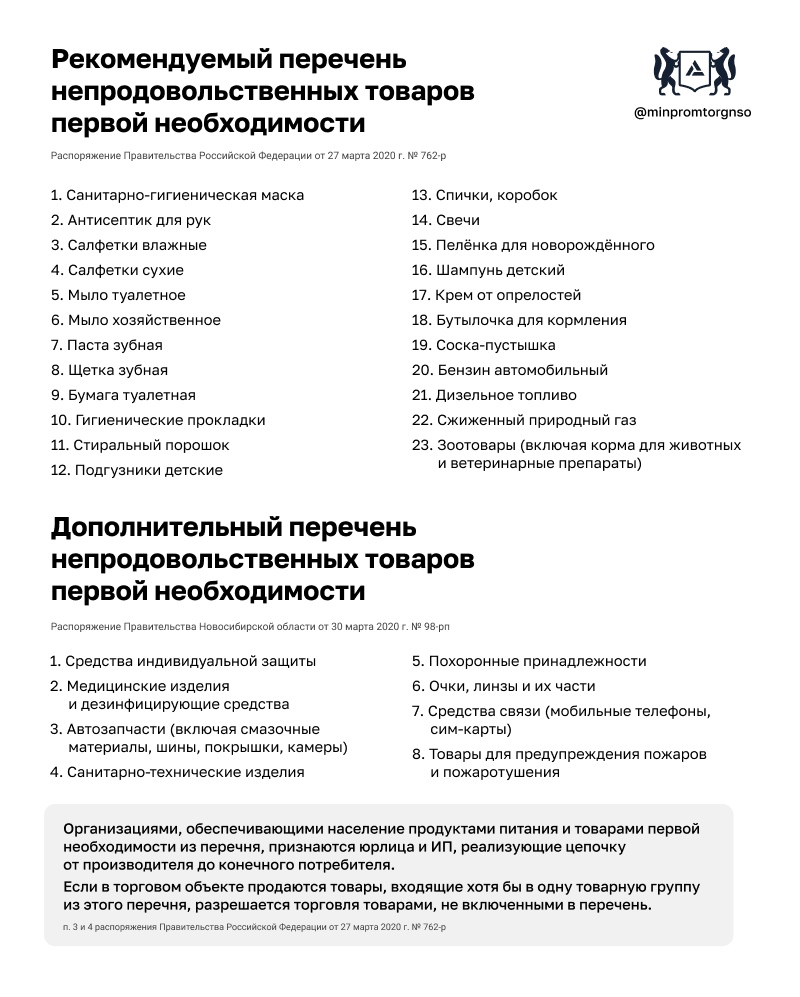 Рекомендуемый перечень
непродовольственных товаров
первой необходимости
@minpromtorgnso
Распоряжение Правительства Российской Федерации от 27 марта 2020 г. № 762-р
1. Санитарно-гигиеническая маска
2. Антисептик для рук
3. Салфетки влажные
4. Салфетки сухие
5. Мыло туалетное
6. Мыло хозяйственное
7. Паста зубная
8. Щетка зубная
9. Бумага туалетная
10. Гигиенические прокладки
11. Стиральный порошок
12. Подгузники детские
13. Спички, коробок
14. Свечи
15. Пелёнка для новорождённого
16. Шампунь детский
17. Крем от опрелостей
18. Бутылочка для кормления
19. Соска-пустышка
20. Бензин автомобильный
21. Дизельное топливо
22. Сжиженный природный газ
23. Зоотовары (включая корма для животных
и ветеринарные препараты)
Дополнительный перечень
непродовольственных товаров
первой необходимости
Распоряжение Правительства Новосибирской области от 30 марта 2020 г. № 98-рп
1. Средства индивидуальной защиты
2. Медицинские изделия
и дезинфицирующие средства
3. Автозапчасти (включая смазочные
материалы, шины, покрышки, камеры)
4. Санитарно-технические изделия
5. Похоронные принадлежности
6. Очки, линзы и их части
7. Средства связи (мобильные телефоны,
сим-карты)
8. Товары для предупреждения пожаров
и пожаротушения
Организациями, обеспечивающими население продуктами питания и товарами первой
необходимости из перечня, признаются юрлица и ИП, реализующие цепочку
от производителя до конечного потребителя.
Если в торговом объекте продаются товары, входящие хотя бы в одну товарную группу
из этого перечня, разрешается торговля товарами, не включенными в перечень.
п. 3 и 4 распоряжения Правительства Российской Федерации от 27 марта 2020 г. № 762-р